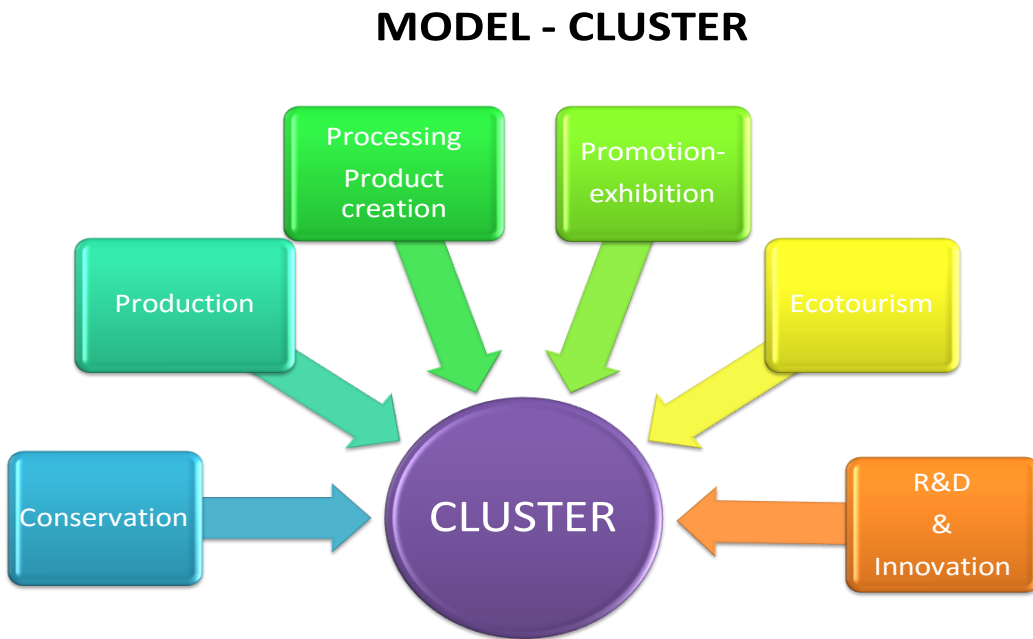 MODEL - CLUSTER
Processing
Product
creation
Promotion-
exhibition
Production
Ecotourism
Conservation
CLUSTER
R&D
&
Innovation